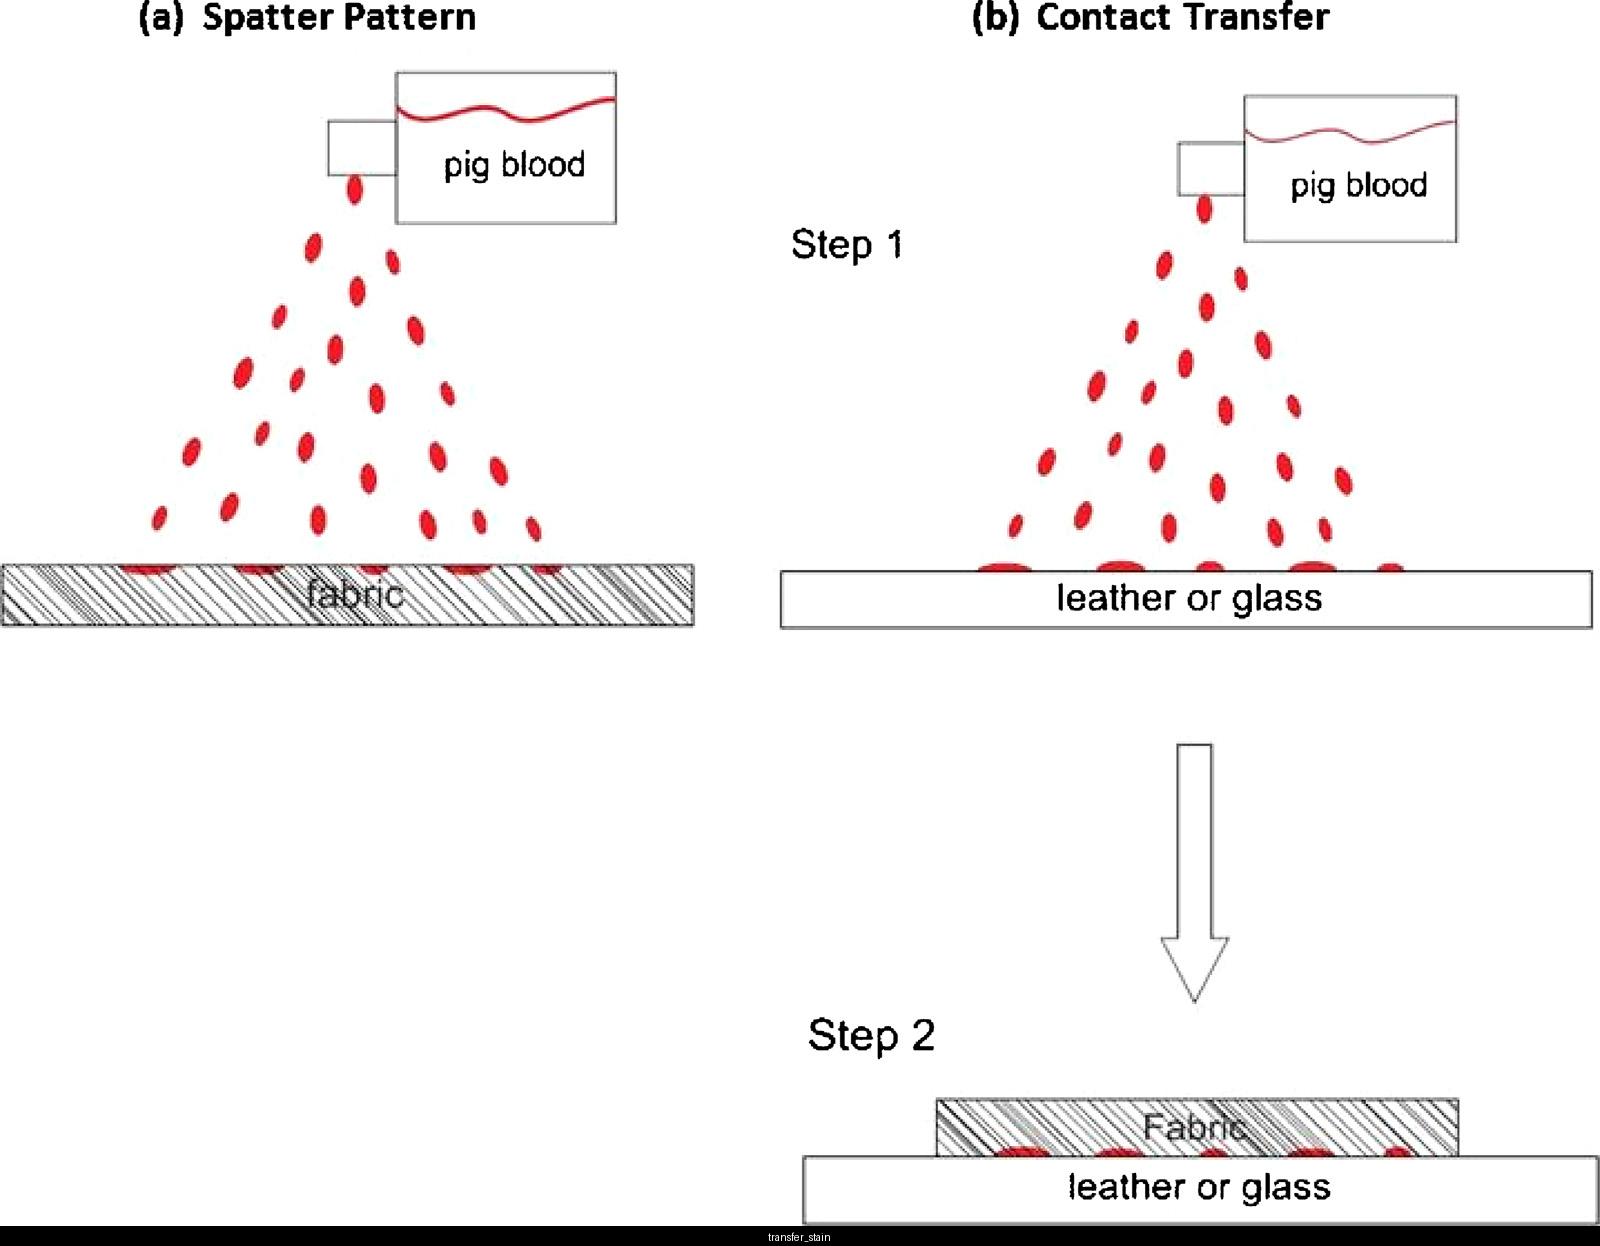 (a) Spatter Pattern
pig blood
fabric
(b) Contact Transfer
pig blood
Step 1
leather or glass
Step 2
Fabric
leather or glass
transfer_stain